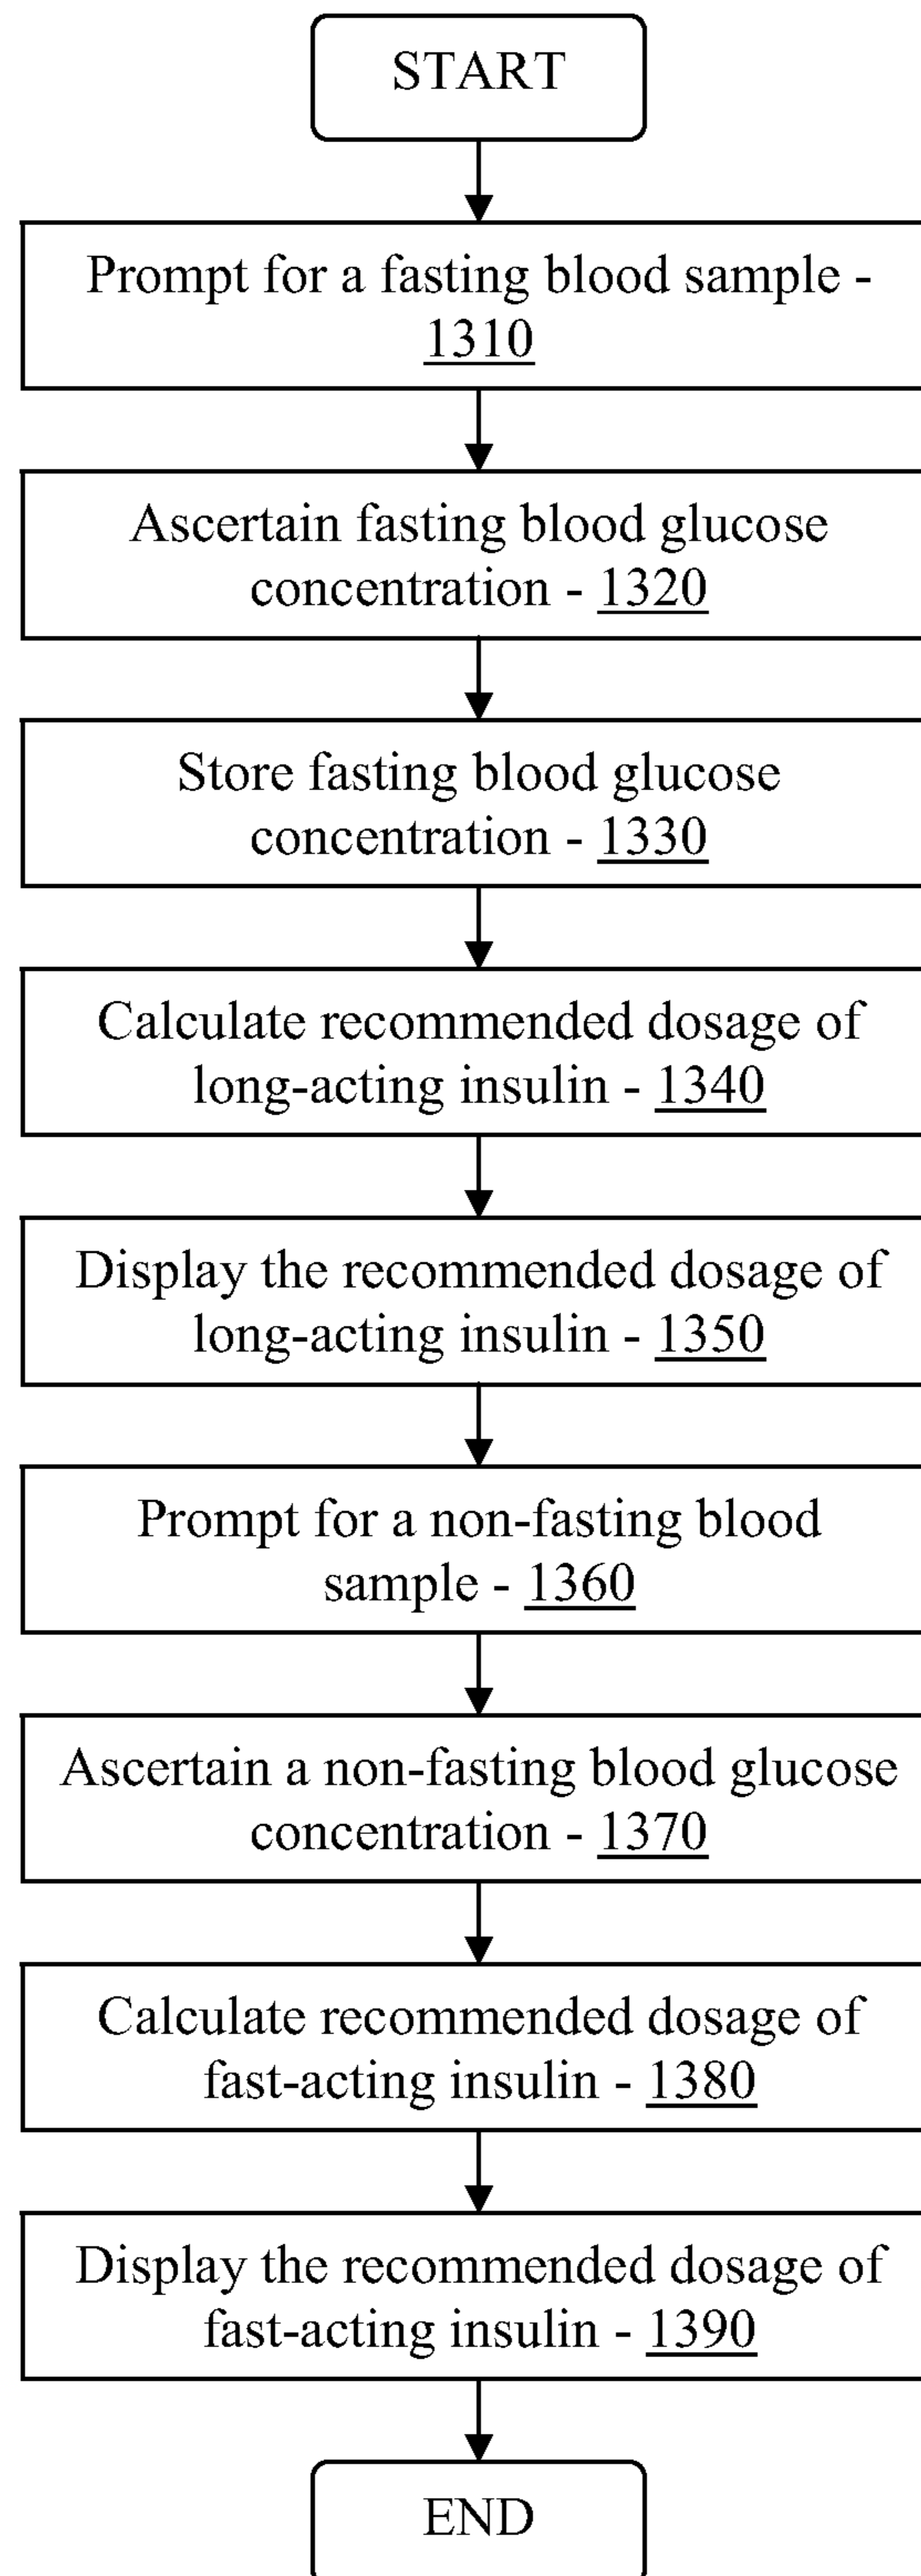 START
Prompt for a fasting blood sample -
1310
Ascertain fasting blood glucose
concentration - 1320
Store fasting blood glucose
concentration - 1330
Calculate recommended dosage of
long-acting insulin - 1340
Display the recommended dosage of
long-acting insulin - 1350
Prompt for a non-fasting blood
sample - 1360
Ascertain a non-fasting blood glucose
concentration - 1370
Calculate recommended dosage of
fast-acting insulin - 1380
Display the recommended dosage of
fast-acting insulin - 1390
END